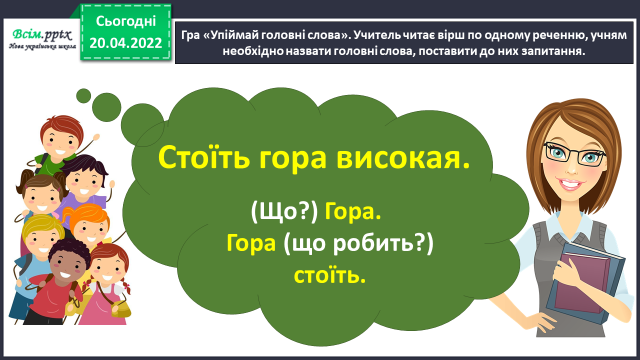 Всім.pptx
Нова українська школа
Сьогодні
20.04.2022
Гра «Упіймай головні слова». Учитель читає вірш по одному реченню, учням
необхідно назвати головні слова, поставити до них запитання.
Стоїть гора високая.
(Що?) Гора.
Гора (що робить?)
стоїть.